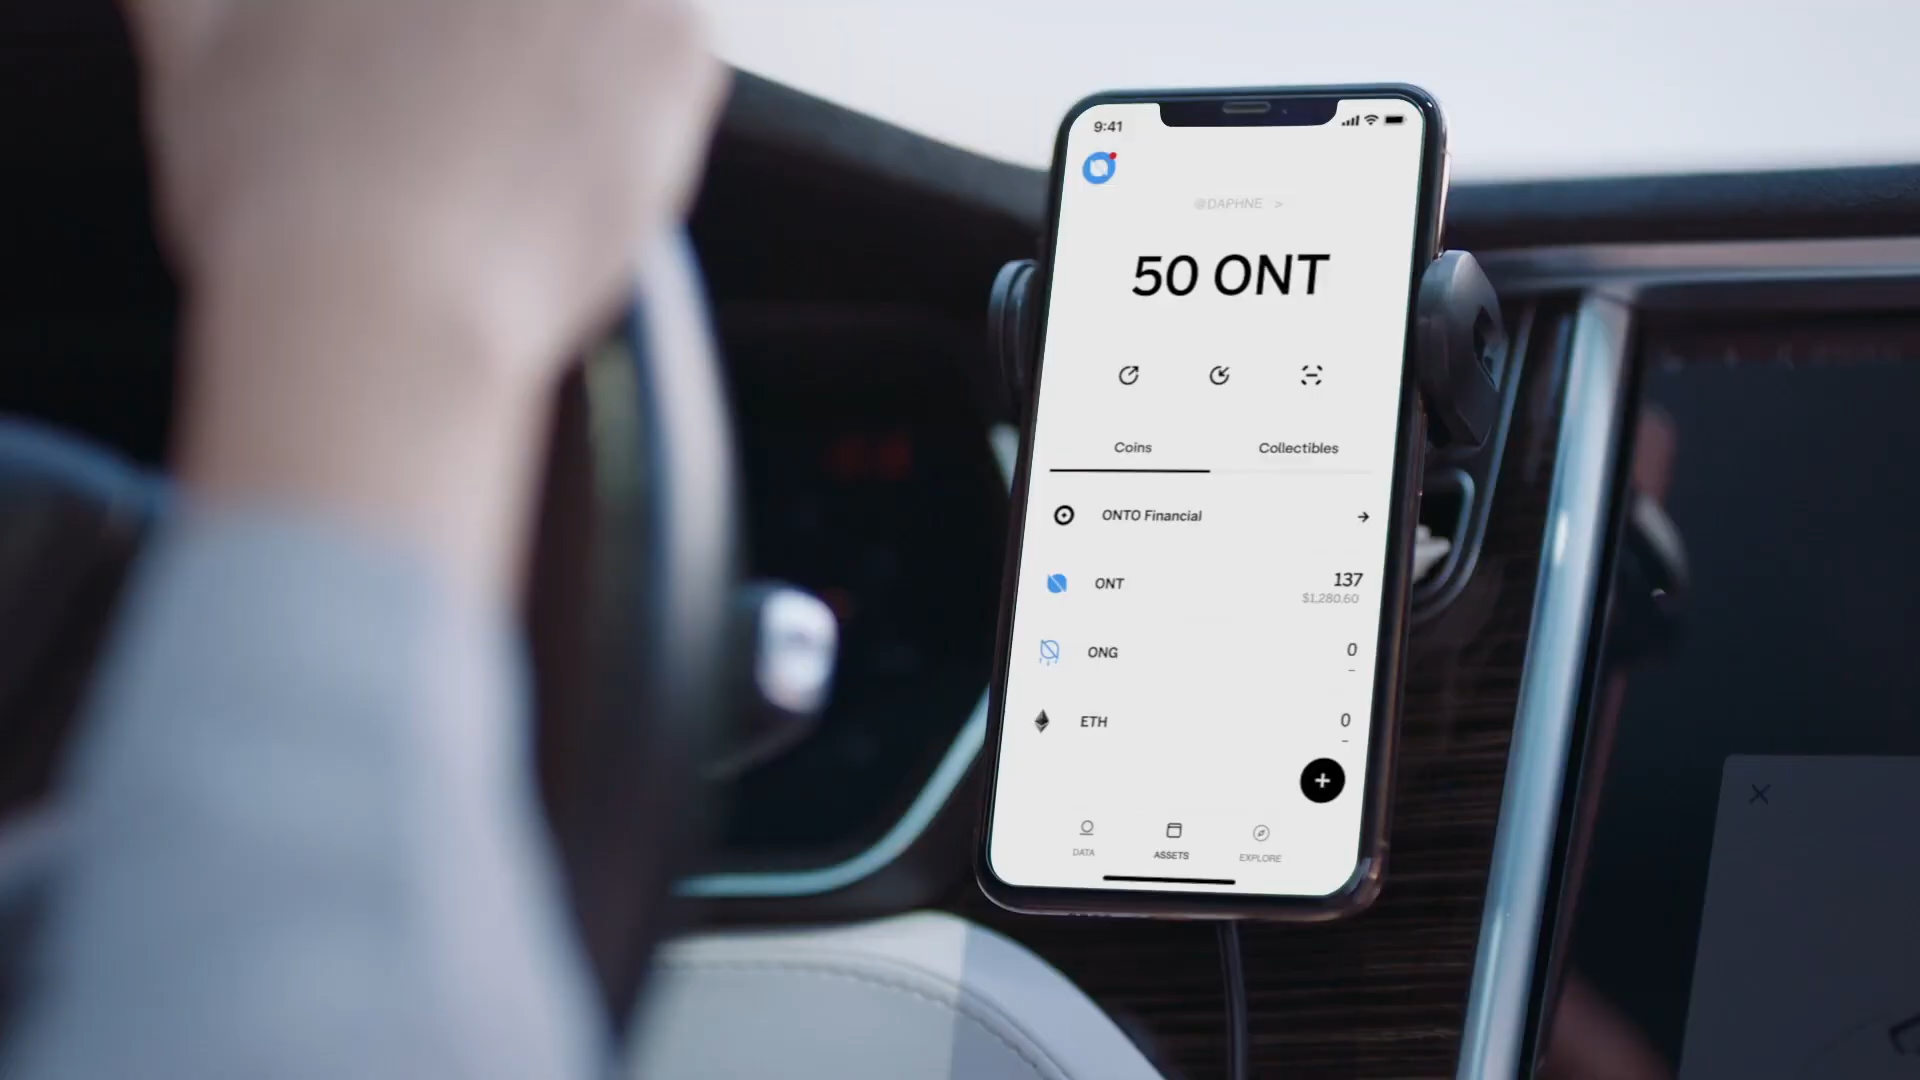 9:41
@DAPHNE >
50 ONT
Coins Collectibles
ONTO Financial
ONT 137
$1,280.60
ONG 0
–
ETH 0
–
DATA ASSETS EXPLORE